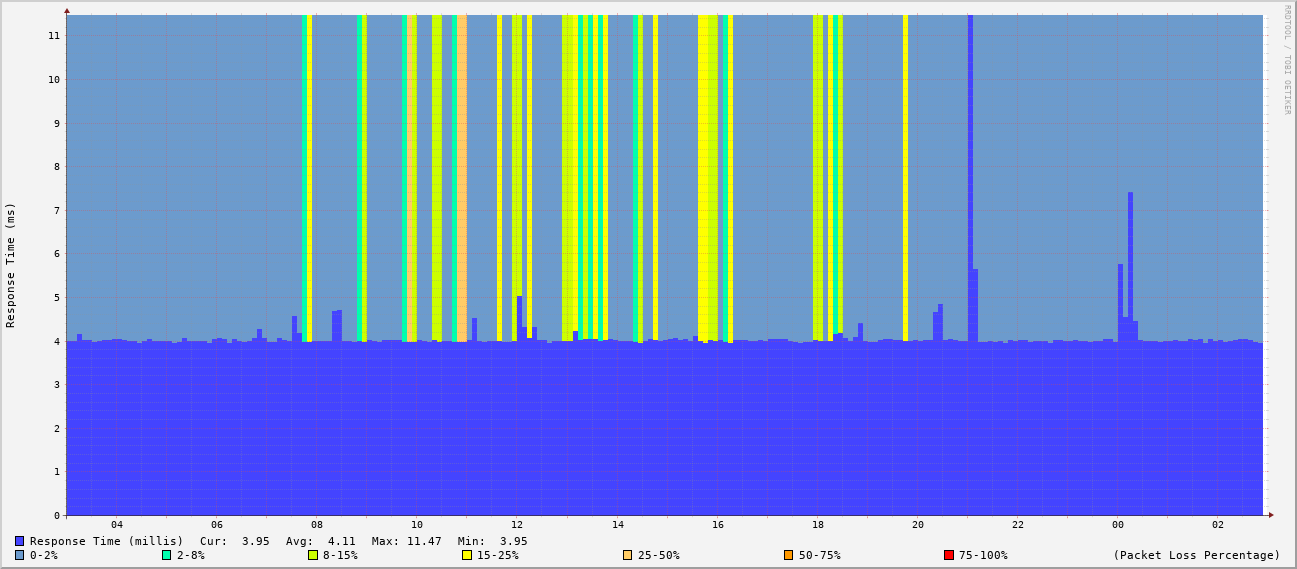 RRDTOOL / TOBI OETIKER
Response Time (ms)
11
10
9
8
7
6
5
4
3
2
1
0
04 06 08 10 12 14 16 18 20 22 00 02
Response Time (millis) Cur: 3.95 Avg: 4.11 Max: 11.47 Min: 3.95
0-2% 2-8% 8-15% 15-25% 25-50% 50-75% 75-100% (Packet Loss Percentage)